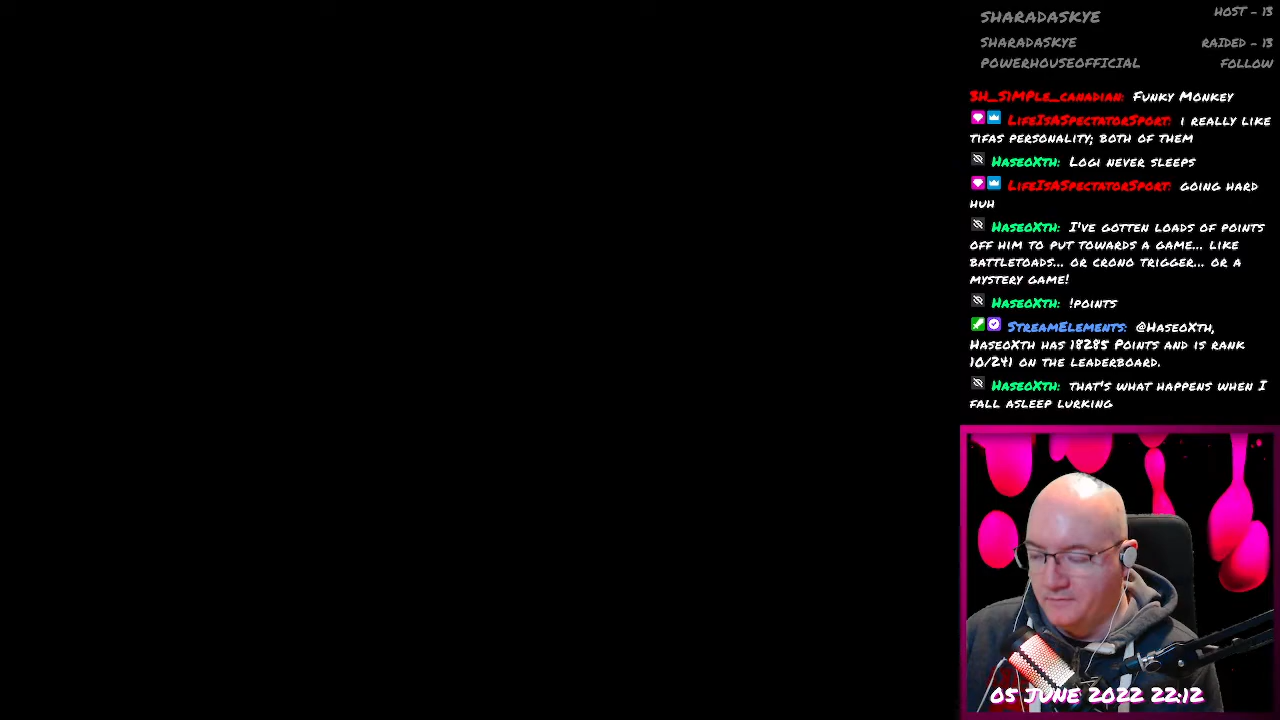 SHARADASKYE HOST - 13
SHARADASKYE RAIDED - 13
POWERHOUSEOFFICIAL FOLLOW
3H_SIMPLE_CANADIAN: FUNKY MONKEY
LIFEISASPECTATORSPORT: I REALLY LIKE
TIFAS PERSONALITY; BOTH OF THEM
HASEOXTH: LOGI NEVER SLEEPS
LIFEISASPECTATORSPORT: GOING HARD
HUH
HASEOXTH: I'VE GOTTEN LOADS OF POINTS
OFF HIM TO PUT TOWARDS A GAME... LIKE
BATTLETOADS... OR CRONO TRIGGER... OR A
MYSTERY GAME!
HASEOXTH: !POINTS
STREAMELEMENTS: @HASEOXTH,
HASEOXTH HAS 18285 POINTS AND IS RANK
10/241 ON THE LEADERBOARD.
HASEOXTH: THAT'S WHAT HAPPENS WHEN I
FALL ASLEEP LURKING
05 JUNE 2022 22:12